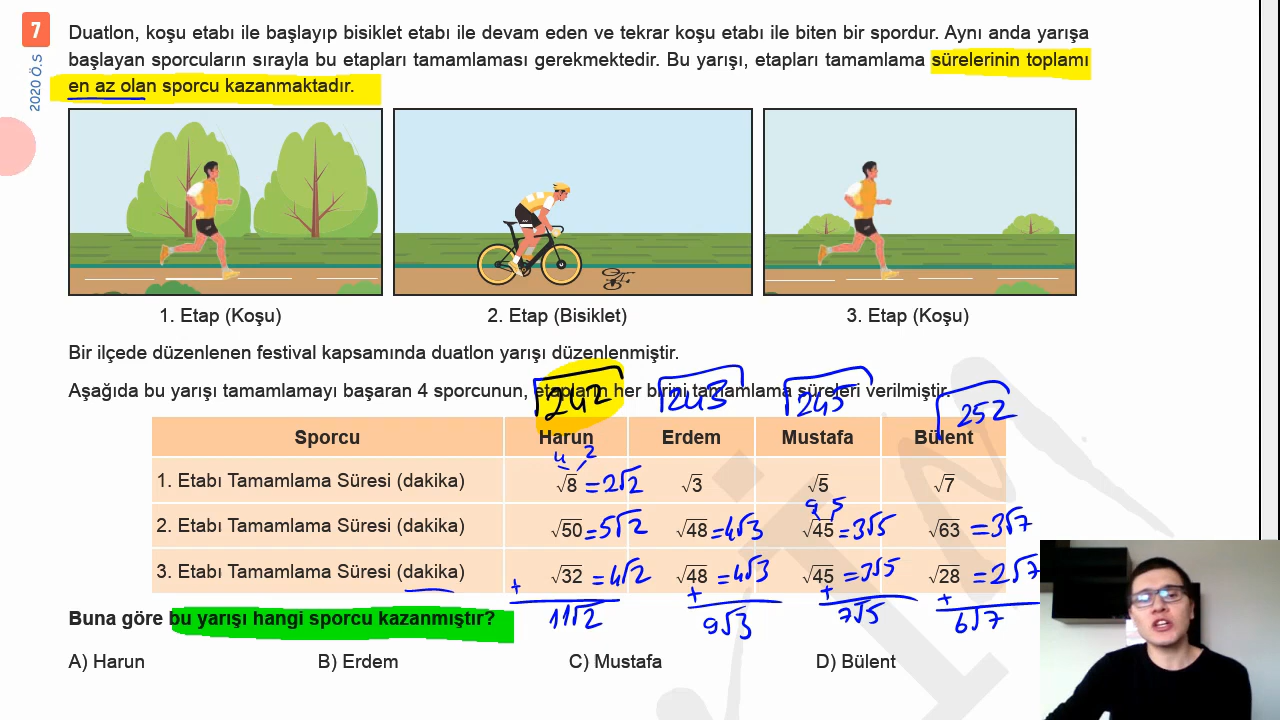 7
2020 Ö.S
Duatlon, koşu etabı ile başlayıp bisiklet etabı ile devam eden ve tekrar koşu etabı ile biten bir spordur. Aynı anda yarışa
başlayan sporcuların sırayla bu etapları tamamlaması gerekmektedir. Bu yarışı, etapları tamamlama sürelerinin toplamı
en az olan sporcu kazanmaktadır.
1. Etap (Koşu) 2. Etap (Bisiklet) 3. Etap (Koşu)
Bir ilçede düzenlenen festival kapsamında duatlon yarışı düzenlenmiştir.
Aşağıda bu yarışı tamamlamayı başaran 4 sporcunun, etapların her birini tamamlama süreleri verilmiştir.
√242 √243 √245 √252
Sporcu Harun Erdem Mustafa Bülent
4 2
1. Etabı Tamamlama Süresi (dakika) √8 =2√2 √3 √5 √7
9 5
2. Etabı Tamamlama Süresi (dakika) √50 =5√2 √48 =4√3 √45 =3√5 √63 =3√7
3. Etabı Tamamlama Süresi (dakika) √32 =4√2 √48 =4√3 √45 =3√5 √28 =2√7
+ + + +
11√2 9√3 7√5 6√7
Buna göre bu yarışı hangi sporcu kazanmıştır?
A) Harun B) Erdem C) Mustafa D) Bülent